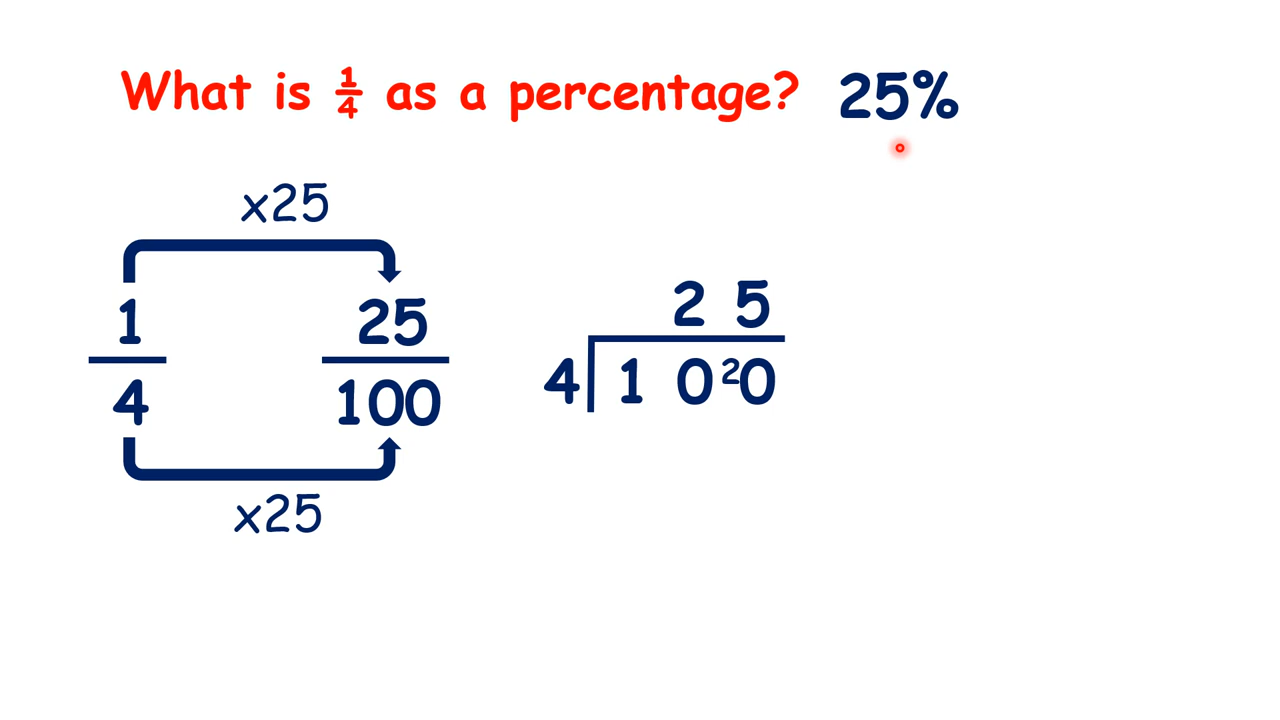 What is 1/4 as a percentage? 25%
x25
1 25
4 100
x25
2 5
4 1 0 20